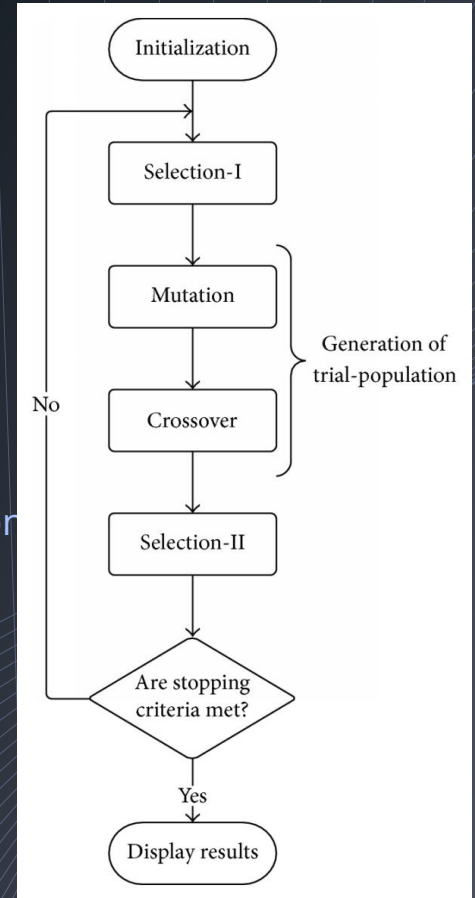 Initialization
Selection-I
Mutation
Generation of
trial-population
No
Crossover
Selection-II
Are stopping
criteria met?
Yes
Display results